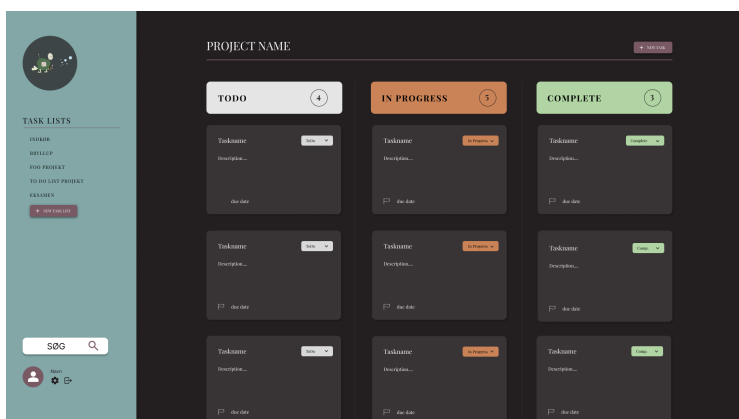 PROJECT NAME
+ NEW TASK
TASK LISTS
INDKØB
BRYLLUP
FOO PROJEKT
TO DO LIST PROJEKT
EKSAMEN
+ NEW TASK LIST
SØG
Navn
TODO 4
Taskname ToDo
Description...
due date
Taskname ToDo
Description...
due date
Taskname ToDo
Description...
due date
IN PROGRESS 5
Taskname In Progress
Description...
due date
Taskname In Progress
Description...
due date
Taskname In Progress
Description...
due date
COMPLETE 3
Taskname Complete
Description...
due date
Taskname Comp.
Description...
due date
Taskname Comp.
Description...
due date